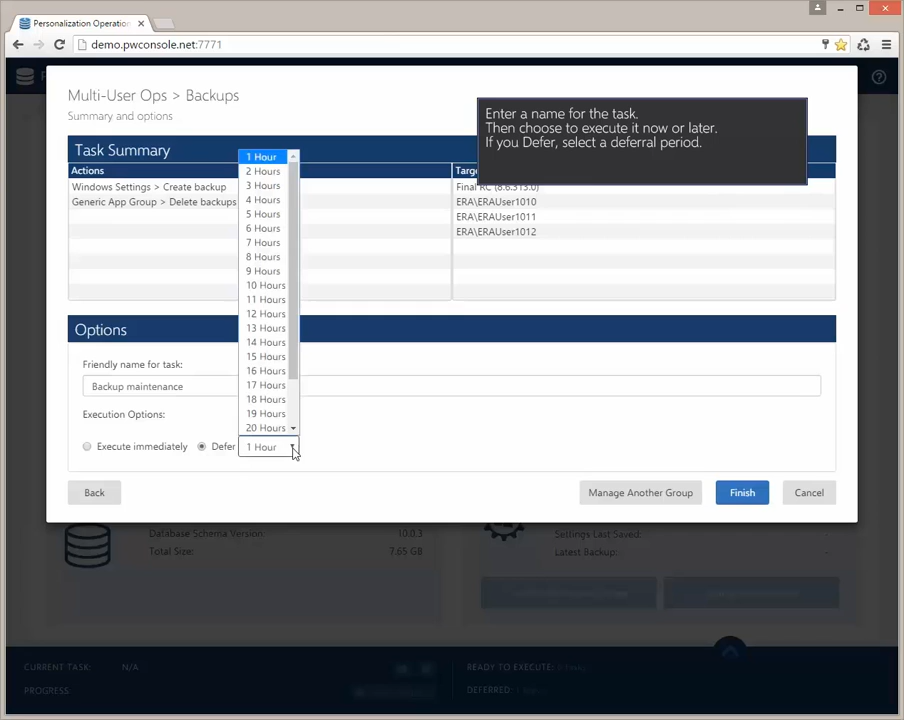 Personalization Operation
demo.pwconsole.net:7771
Multi-User Ops > Backups
Summary and options
Enter a name for the task.
Then choose to execute it now or later.
If you Defer, select a deferral period.
Task Summary
Actions
Windows Settings > Create backup
Generic App Group > Delete backups
Final RC (8.6.313.0)
ERA\ERAUser1010
ERA\ERAUser1011
ERA\ERAUser1012
1 Hour
2 Hours
3 Hours
4 Hours
5 Hours
6 Hours
7 Hours
8 Hours
9 Hours
10 Hours
11 Hours
12 Hours
13 Hours
14 Hours
15 Hours
16 Hours
17 Hours
18 Hours
19 Hours
20 Hours
Options
Friendly name for task:
Backup maintenance
Execution Options:
Execute immediately
Defer
1 Hour
Back
Manage Another Group
Finish
Cancel
Database Schema Version
10.0.3
Total Size:
7.65 GB
Settings Last Saved:
-
Latest Backup:
-
CURRENT TASK:
N/A
PROGRESS
READY TO EXECUTE:
DEFERRED: